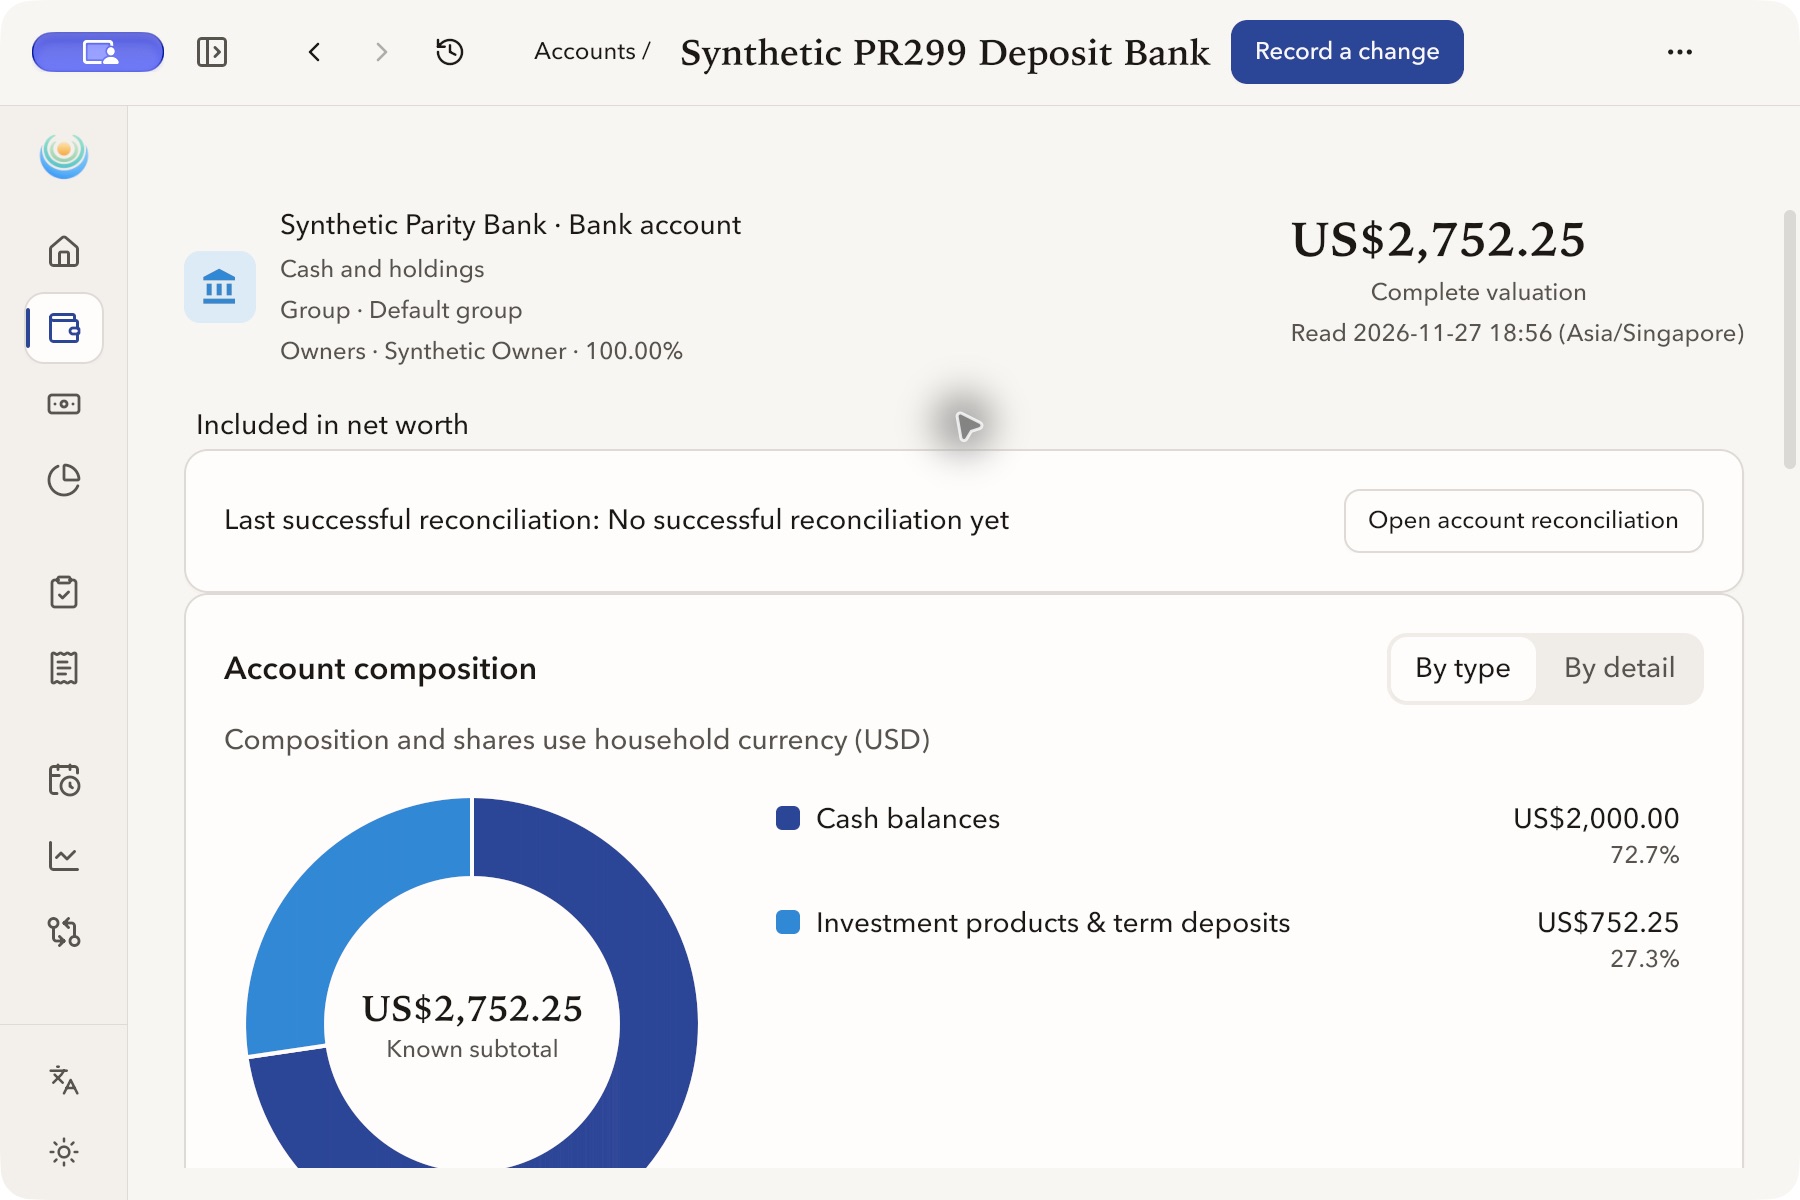 Accounts /
Synthetic PR299 Deposit Bank
Record a change
Synthetic Parity Bank · Bank account
Cash and holdings
Group · Default group
Owners · Synthetic Owner · 100.00%
US$2,752.25
Complete valuation
Read 2026-11-27 18:56 (Asia/Singapore)
Included in net worth
Last successful reconciliation: No successful reconciliation yet
Open account reconciliation
Account composition
By type
By detail
Composition and shares use household currency (USD)
US$2,752.25
Known subtotal
Cash balances
US$2,000.00
72.7%
Investment products & term deposits
US$752.25
27.3%